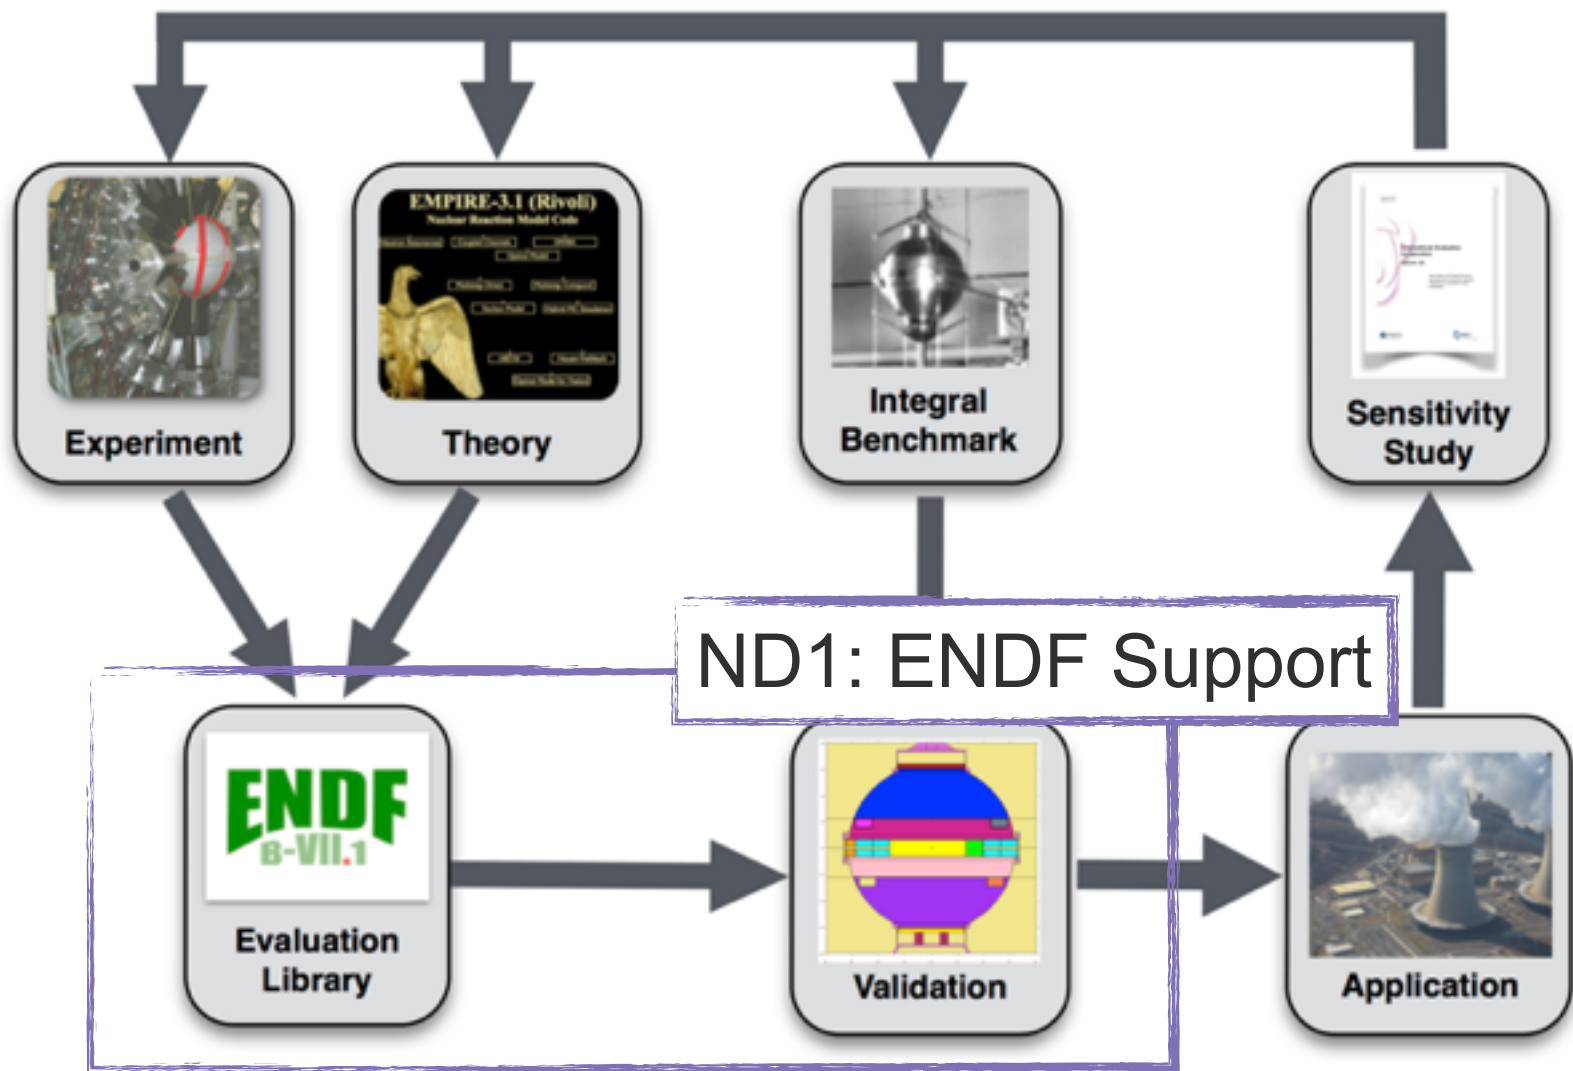 EMPIRE-3.1 (Rivoli)
Nuclear Reaction Model Code
Experiment
Theory
Integral
Benchmark
Sensitivity
Study
ND1: ENDF Support
ENDF
B-VII.1
Evaluation
Library
Validation
Application